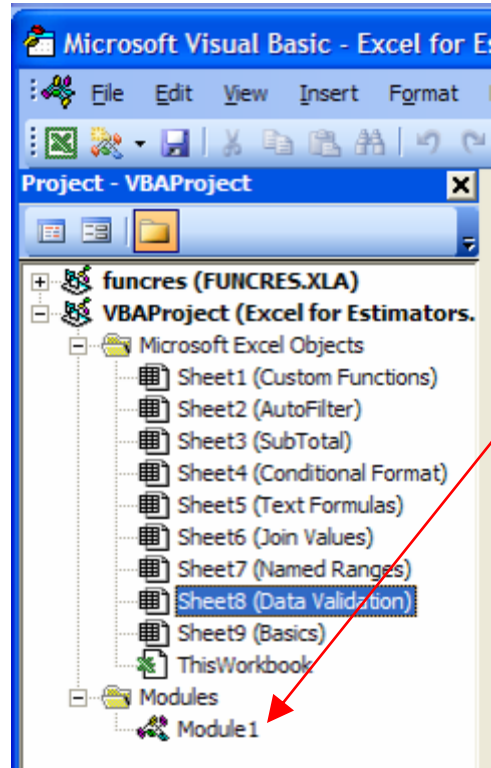 Microsoft Visual Basic - Excel for Es
File Edit View Insert Format
Project - VBAProject
funcres (FUNCRES.XLA)
VBAProject (Excel for Estimators.
Microsoft Excel Objects
Sheet1 (Custom Functions)
Sheet2 (AutoFilter)
Sheet3 (SubTotal)
Sheet4 (Conditional Format)
Sheet5 (Text Formulas)
Sheet6 (Join Values)
Sheet7 (Named Ranges)
Sheet8 (Data Validation)
Sheet9 (Basics)
ThisWorkbook
Modules
Module1